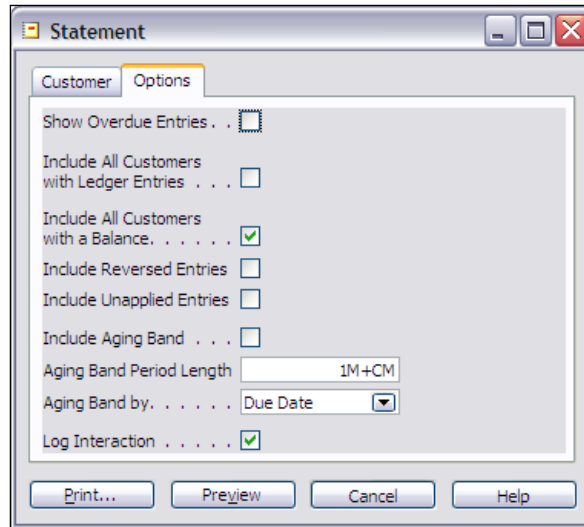 Statement
Customer
Options
Show Overdue Entries . .
Include All Customers
with Ledger Entries . . .
Include All Customers
with a Balance. . . . . . .
Include Reversed Entries
Include Unapplied Entries
Include Aging Band . . .
Aging Band Period Length 1M+CM
Aging Band by. . . . . . Due Date
Log Interaction . . . . .
Print... Preview Cancel Help